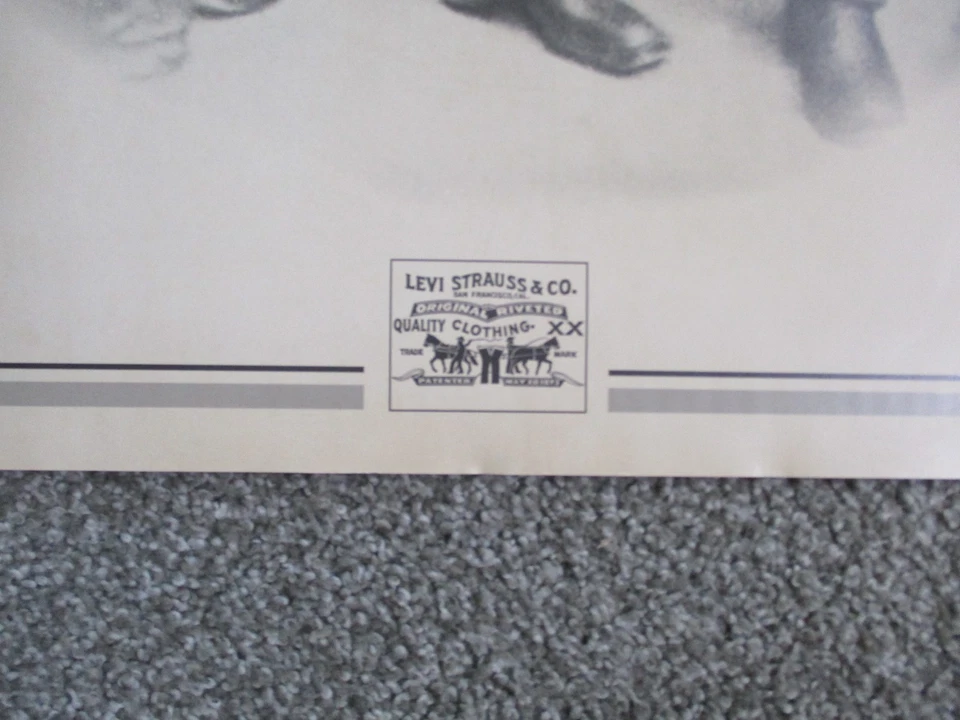 LEVI STRAUSS & CO.
SAN FRANCISCO, CAL.
ORIGINAL RIVETED
QUALITY CLOTHING XX
TRADE MARK
PATENTED MAY 20 1873